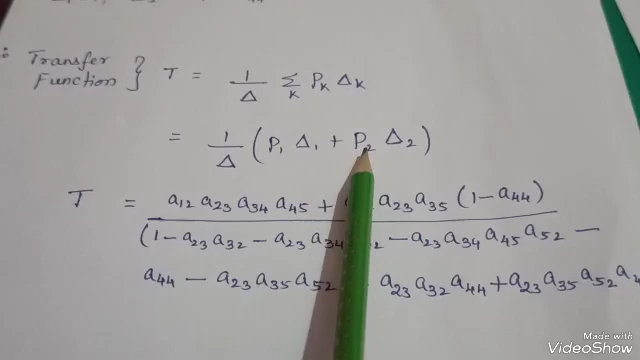 ∴ Transfer Function } T = 1/Δ Σ_K P_K Δ_K
= 1/Δ ( P₁ Δ₁ + P₂ Δ₂ )
T = a₁₂ a₂₃ a₃₄ a₄₅ + a₂₃ a₃₅ (1 - a₄₄)
(1 - a₂₃ a₃₂ - a₂₃ a₃₄ - a₂₃ a₃₄ a₄₅ a₅₂ -
a₄₄ - a₂₃ a₃₅ a₅₂ a₂₃ a₃₂ a₄₄ + a₂₃ a₃₅ a₅₂ a
Made with
VideoShow